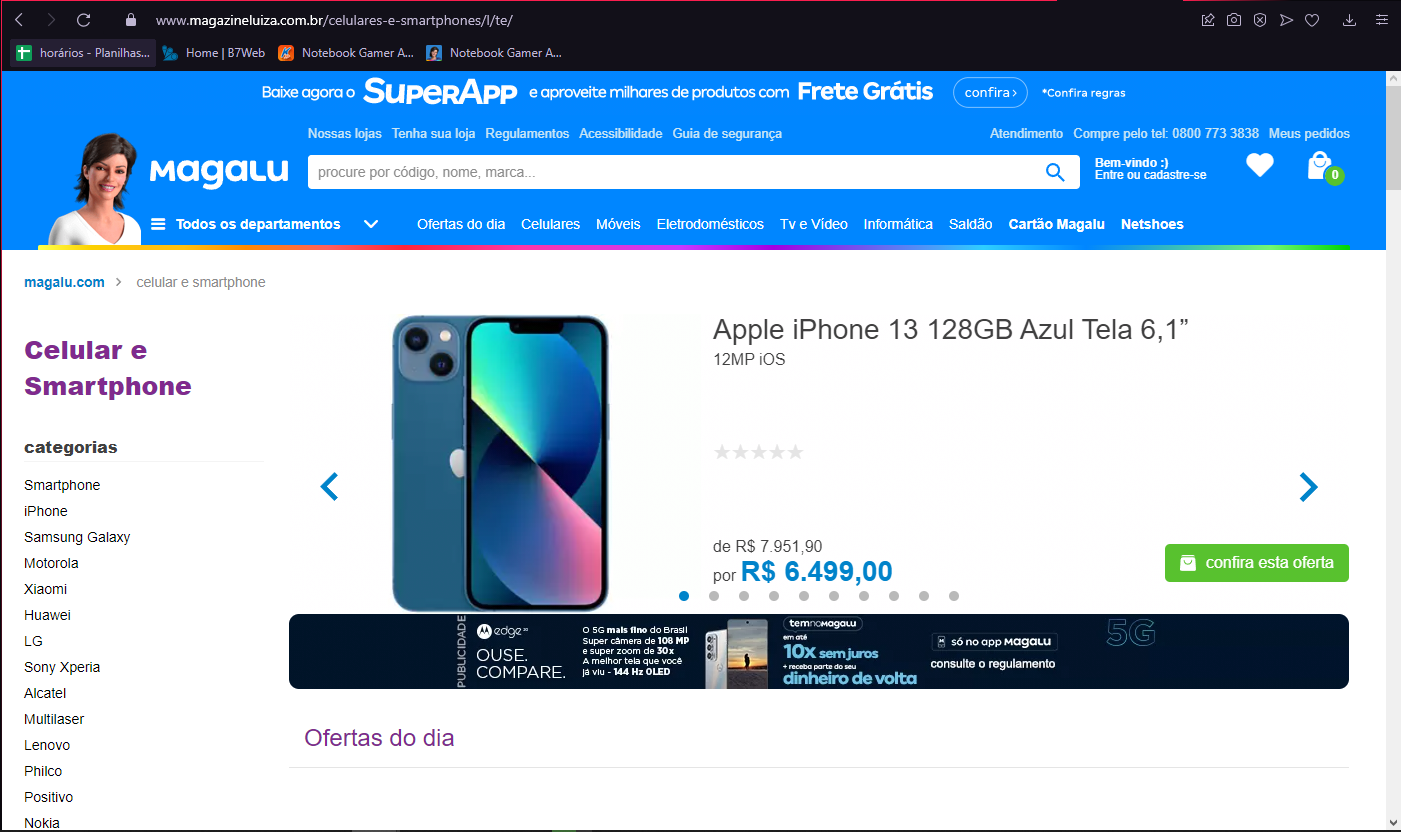 www.magazineluiza.com.br/celulares-e-smartphones/l/te/
horários - Planilhas...
Home | B7Web
Notebook Gamer A...
Notebook Gamer A...
Baixe agora o SuperApp e aproveite milhares de produtos com Frete Grátis confira› *Confira regras
Nossas lojas Tenha sua loja Regulamentos Acessibilidade Guia de segurança
Atendimento Compre pelo tel: 0800 773 3838 Meus pedidos
MAGALU
procure por código, nome, marca...
Bem-vindo :)
Entre ou cadastre-se
0
Todos os departamentos
Ofertas do dia Celulares Móveis Eletrodomésticos Tv e Vídeo Informática Saldão Cartão Magalu Netshoes
magalu.com > celular e smartphone
Celular e
Smartphone
categorias
Smartphone
iPhone
Samsung Galaxy
Motorola
Xiaomi
Huawei
LG
Sony Xperia
Alcatel
Multilaser
Lenovo
Philco
Positivo
Nokia
Apple iPhone 13 128GB Azul Tela 6,1”
12MP iOS
de R$ 7.951,90
por R$ 6.499,00
confira esta oferta
PUBLICIDADE
edge
OUSE.
COMPARE.
O 5G mais fino do Brasil
Super câmera de 108 MP
e super zoom de 30x
A melhor tela que você
já viu - 144 Hz OLED
temnomagalu
em até
10x sem juros
+ receba parte do seu
dinheiro de volta
só no app magalu
consulte o regulamento
5G
Ofertas do dia